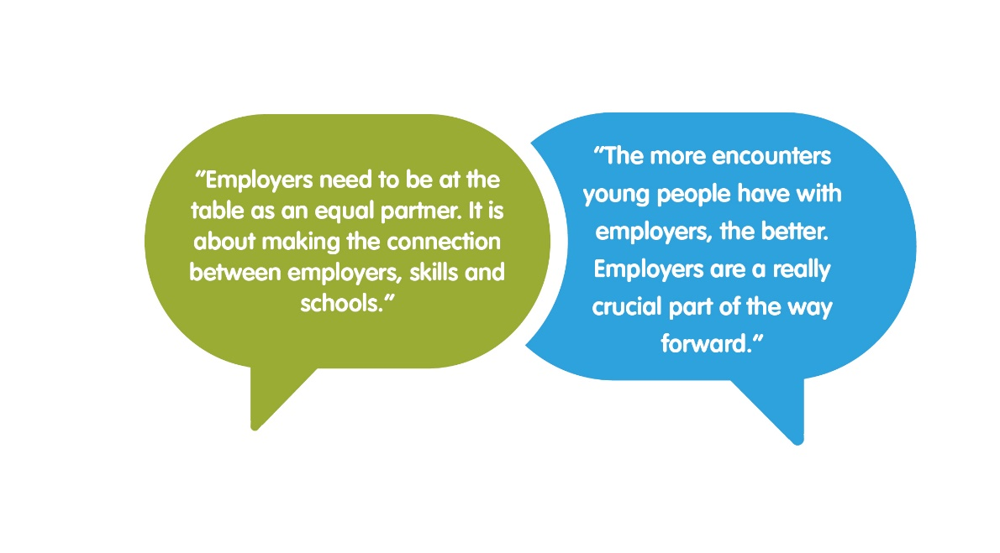 “Employers need to be at the
table as an equal partner. It is
about making the connection
between employers, skills and
schools.”
“The more encounters
young people have with
employers, the better.
Employers are a really
crucial part of the way
forward.”